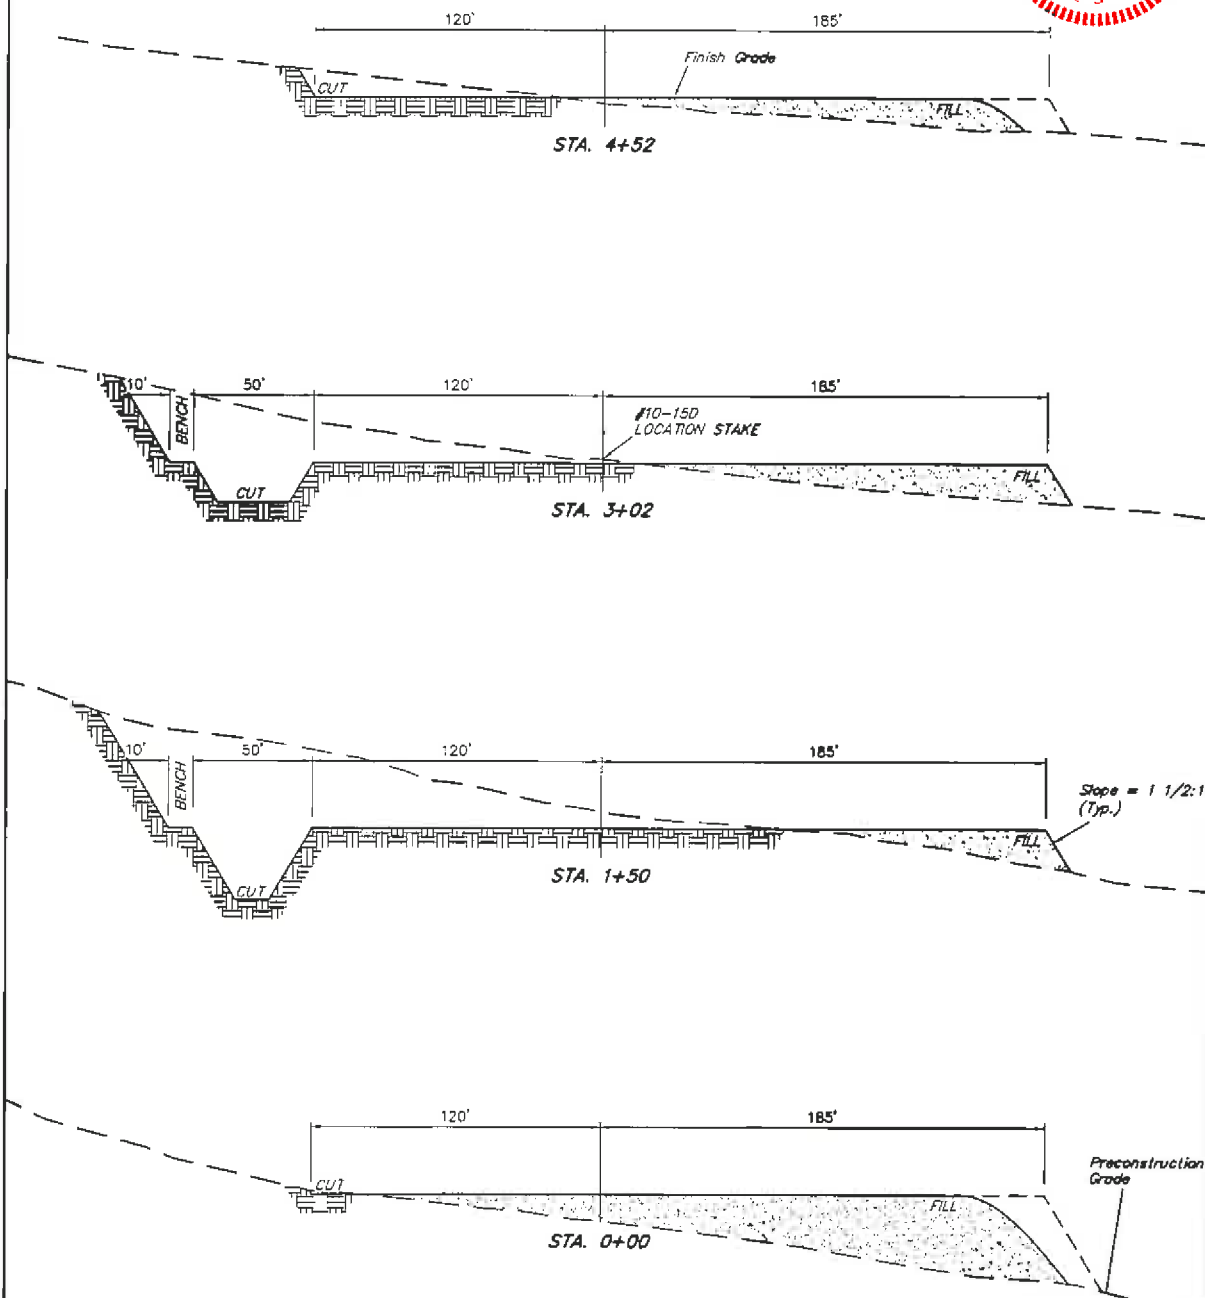 120' 185'
Finish Grade
CUT
FILL
STA. 4+52
10' BENCH 50' 120' 185'
#10-15D
LOCATION STAKE
FILL
CUT
STA. 3+02
10' BENCH 50' 120' 185'
Slope = 1 1/2:1
(Typ.)
FILL
CUT
STA. 1+50
120' 185'
Preconstruction
Grade
CUT
FILL
STA. 0+00